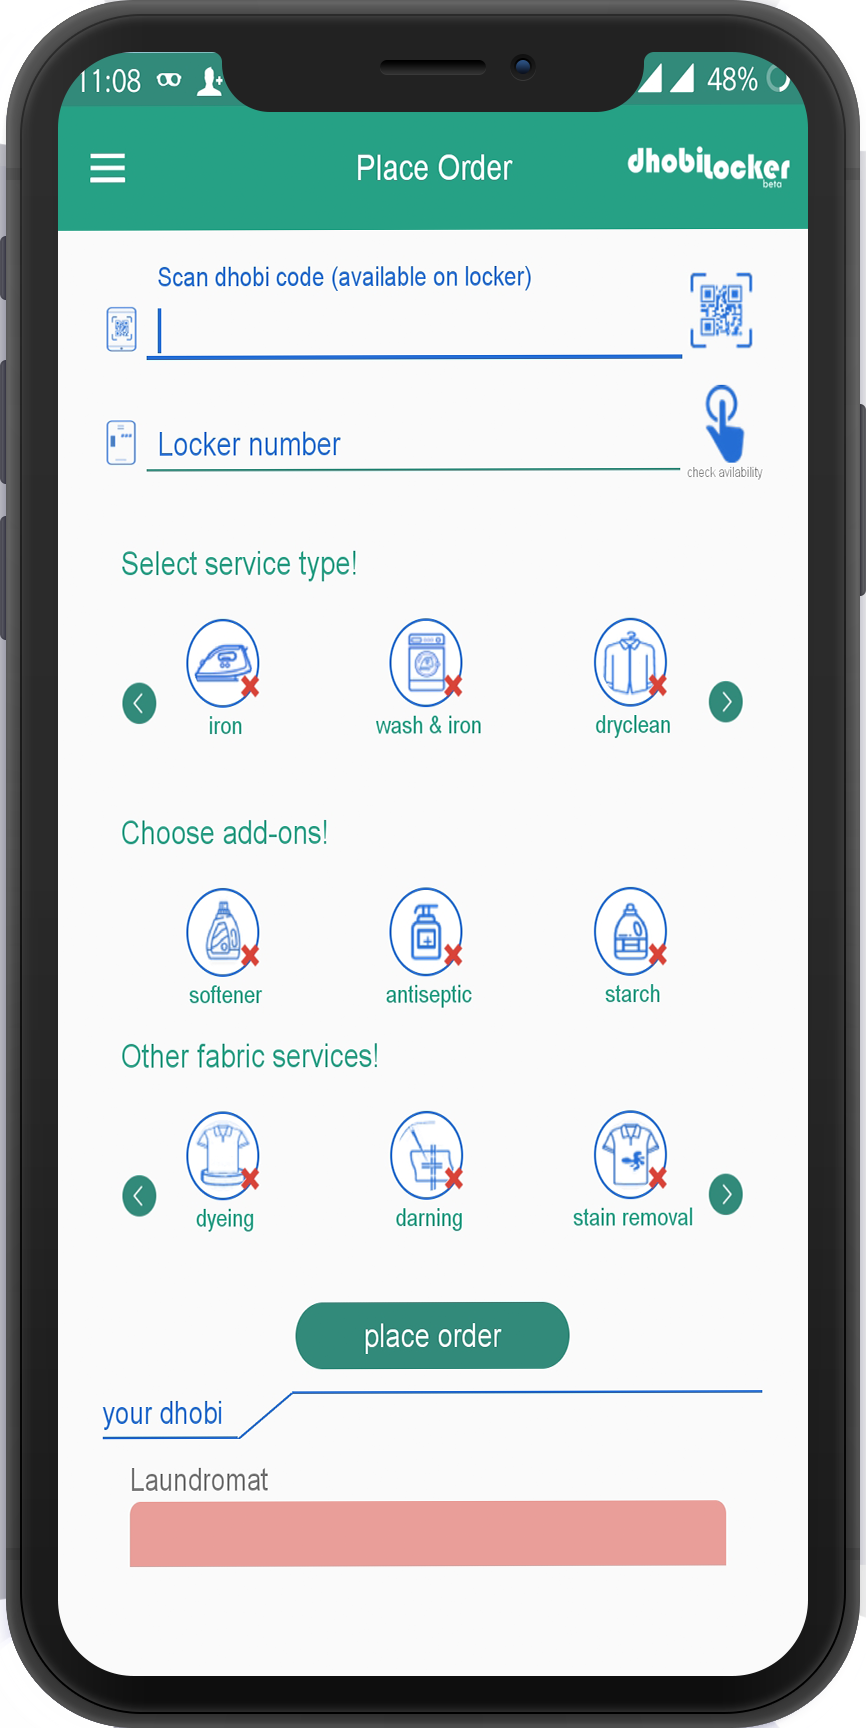 11:08 48%
Place Order dhobilocker
beta
Scan dhobi code (available on locker)
Locker number
check avilability
Select service type!
iron wash & iron dryclean
Choose add-ons!
softener antiseptic starch
Other fabric services!
dyeing darning stain removal
place order
your dhobi
Laundromat